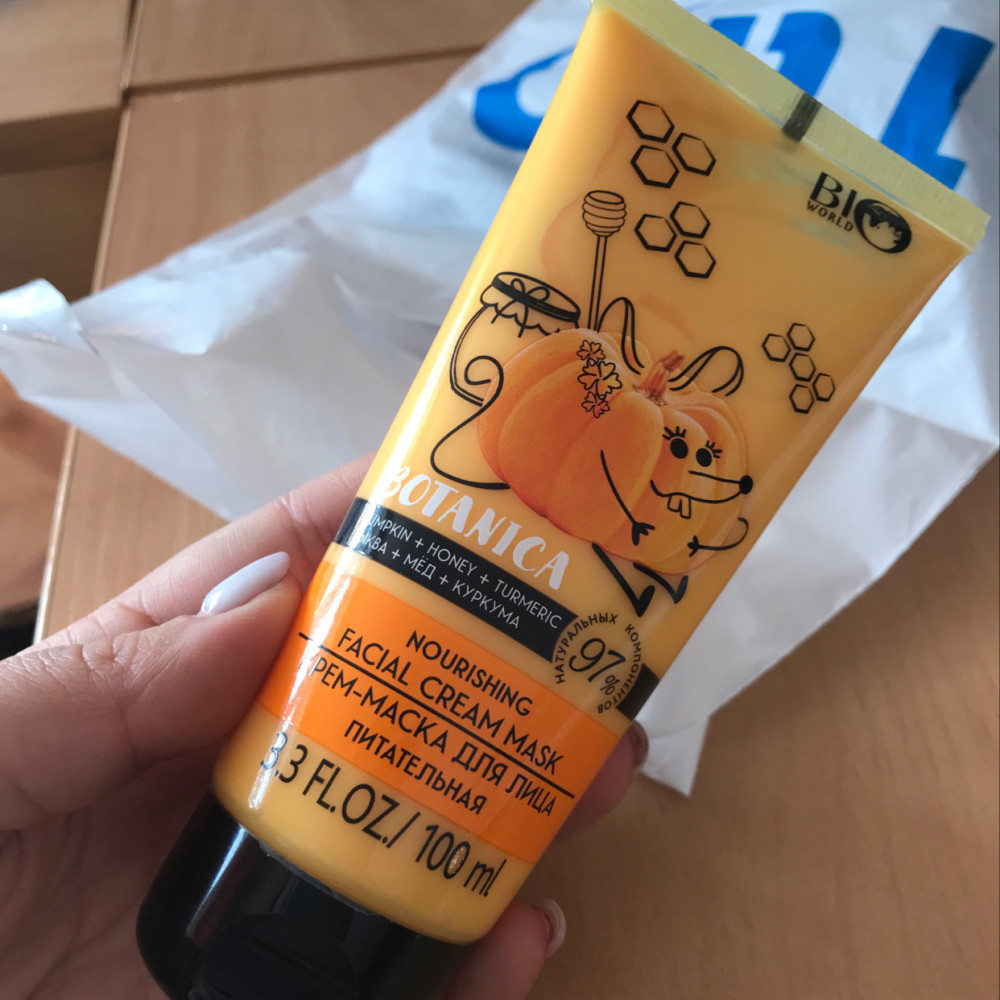 BIO
WORLD
BOTANICA
PUMPKIN + HONEY + TURMERIC
ТЫКВА + МЁД + КУРКУМА
97%
НАТУРАЛЬНЫХ КОМПОНЕНТОВ
NOURISHING
FACIAL CREAM MASK
КРЕМ-МАСКА ДЛЯ ЛИЦА
ПИТАТЕЛЬНАЯ
3.3 FL.OZ./ 100 ml